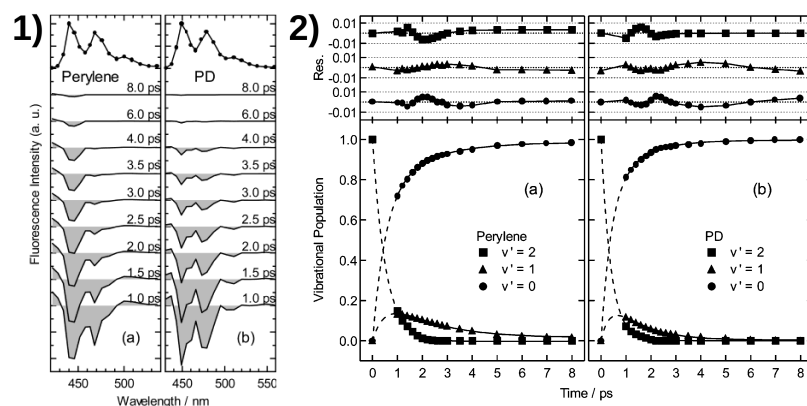 1)
2)
Perylene
PD
8.0 ps
8.0 ps
6.0 ps
6.0 ps
4.0 ps
4.0 ps
3.5 ps
3.5 ps
3.0 ps
3.0 ps
2.5 ps
2.5 ps
2.0 ps
2.0 ps
1.5 ps
1.5 ps
1.0 ps
1.0 ps
(a)
(b)
Fluorescence Intensity (a. u.)
450
500
450
500
550
Wavelength / nm
0.01
-0.01
0.01
-0.01
0.01
-0.01
Res.
1.0
0.8
0.6
0.4
0.2
0.0
Vibrational Population
(a)
Perylene
v' = 2
v' = 1
v' = 0
(b)
PD
v' = 2
v' = 1
v' = 0
0 1 2 3 4 5 6 7 8
0 1 2 3 4 5 6 7 8
Time / ps